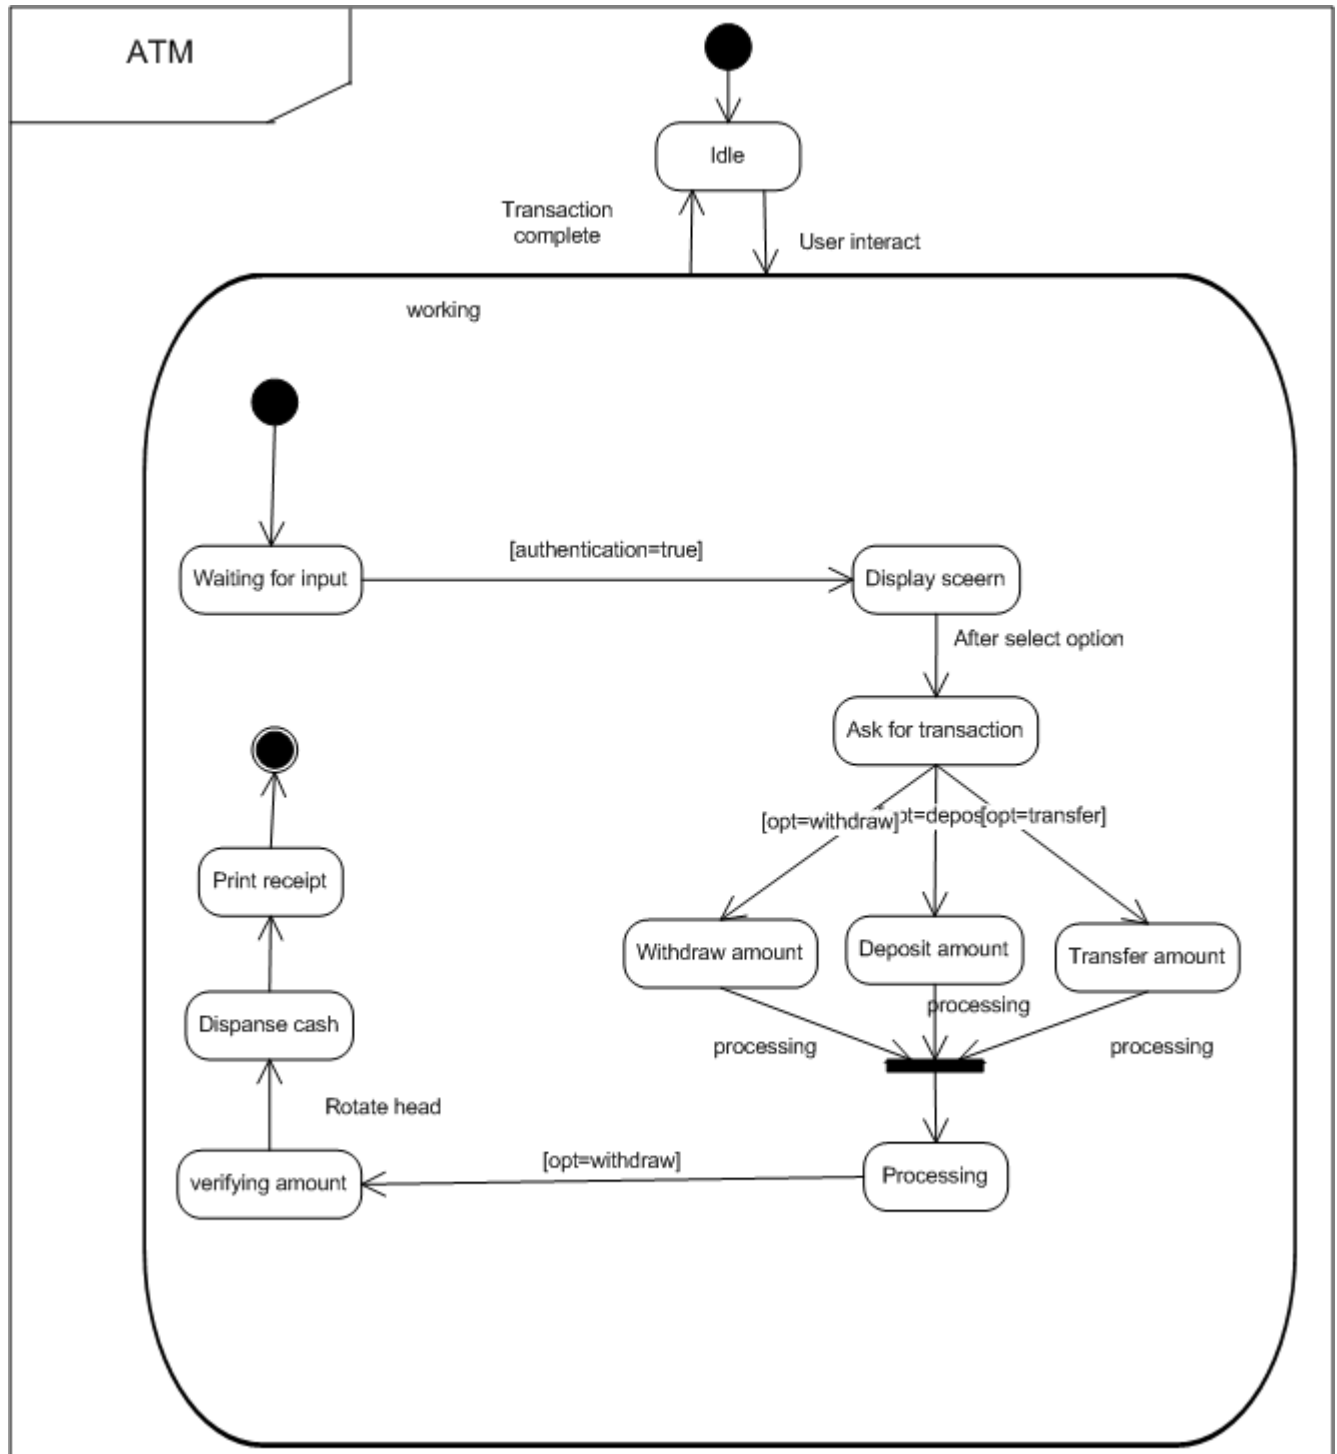 ATM
Idle
Transaction
complete
User interact
working
[authentication=true]
Waiting for input
Display sceern
After select option
Ask for transaction
[opt=withdraw]
pt=depos
[opt=transfer]
Print receipt
Withdraw amount
Deposit amount
Transfer amount
processing
Dispanse cash
processing
processing
Rotate head
[opt=withdraw]
verifying amount
Processing